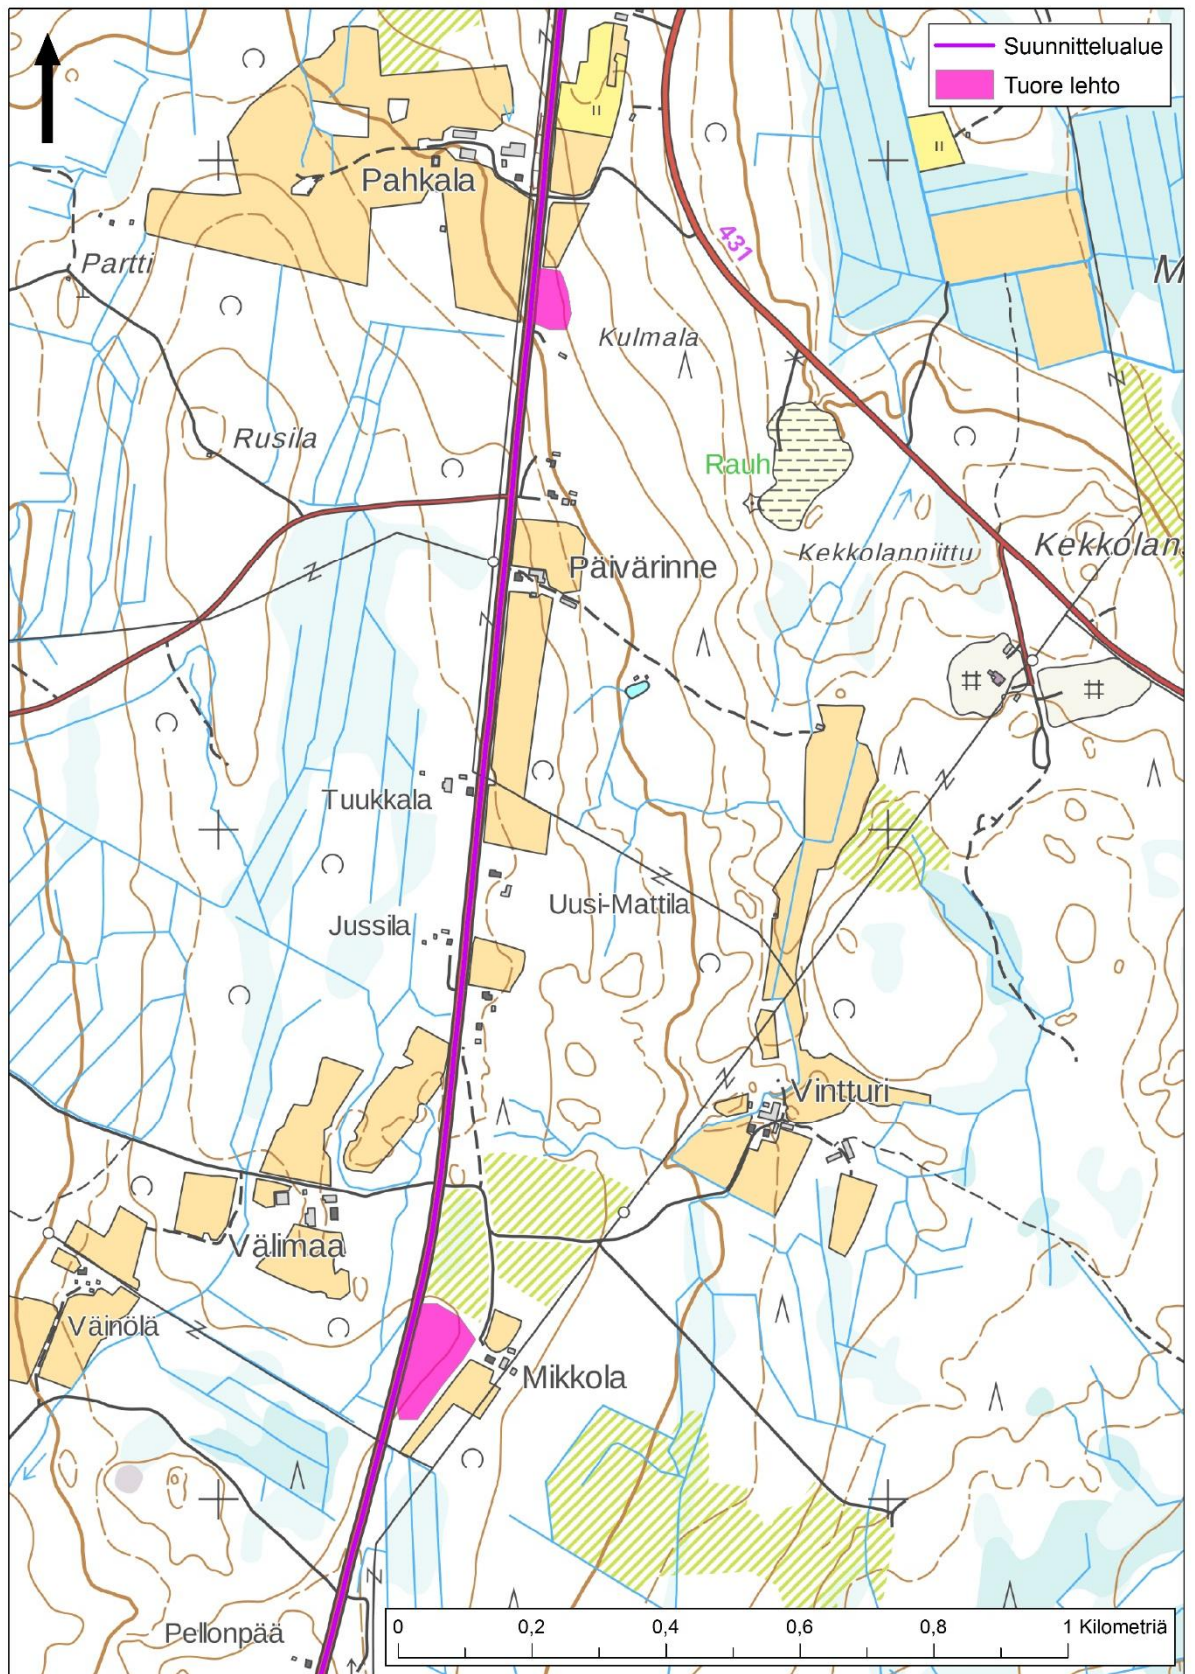 Suunnittelualue
Tuore lehto
Pahkala
431
Partti
M
Kulmala
Rusila
Rauh
Kekkolanniittu
Kekkolan
Päivärinne
Tuukkala
Uusi-Mattila
Jussila
Vintturi
Välimaa
Väinölä
Mikkola
Pellonpää
0 0,2 0,4 0,6 0,8 1 Kilometriä